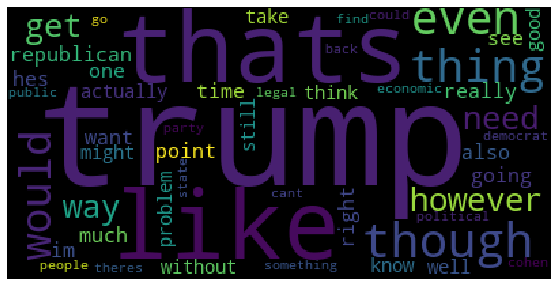 go
take
find
could
get
thats
even
good
republican
one
back
see
thing
hes
actually
public
time
legal
think
economic
really
trump
want
still
party
need
democrat
might
point
also
would
state
going
way
like
cant
right
however
problem
political
much
though
im
people
theres
without
something
know
well
cohen